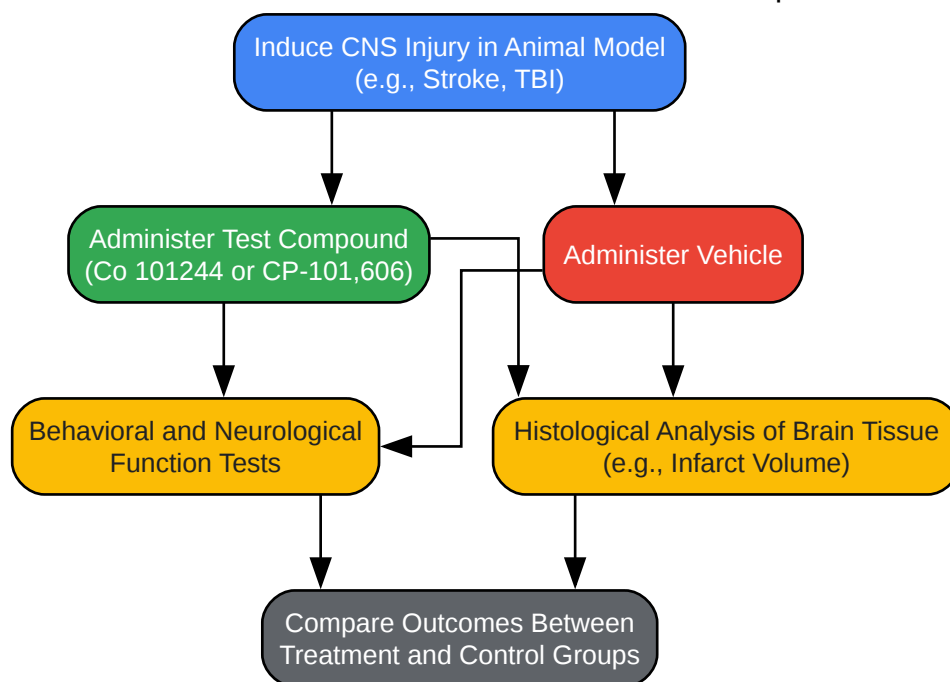 Induce CNS Injury in Animal Model
(e.g., Stroke, TBI)
Administer Test Compound
(Co 101244 or CP-101,606)
Administer Vehicle
Behavioral and Neurological
Function Tests
Histological Analysis of Brain Tissue
(e.g., Infarct Volume)
Compare Outcomes Between
Treatment and Control Groups